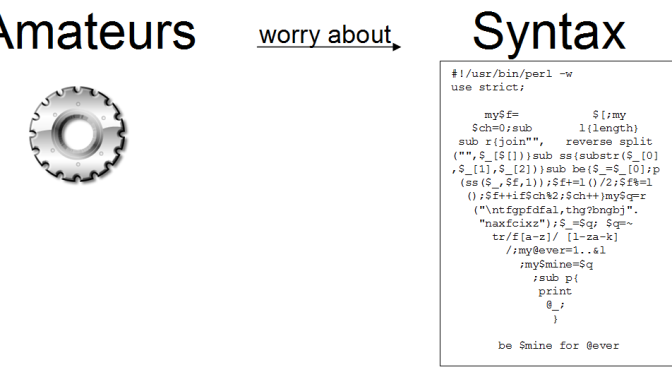 Amateurs
worry about
Syntax
#!/usr/bin/perl -w
use strict;
my$f= $[;my
$ch=0;sub l{length}
sub r{join"", reverse split
("",$_[$[])}sub ss{substr($_[0]
,$_[1],$_[2])}sub be{$_=$_[0];p
(ss($_,$f,1));$f+=l()/2;$f%=l
();$f++if$ch%2;$ch++}my$q=r
("\ntfgpfdfal,thg?bngbj".
"naxfcixz");$_=$q; $q=~
tr/f[a-z]/ [l-za-k]
/;my@ever=1..&l
;my$mine=$q
;sub p{
print
@_;
}
be $mine for @ever